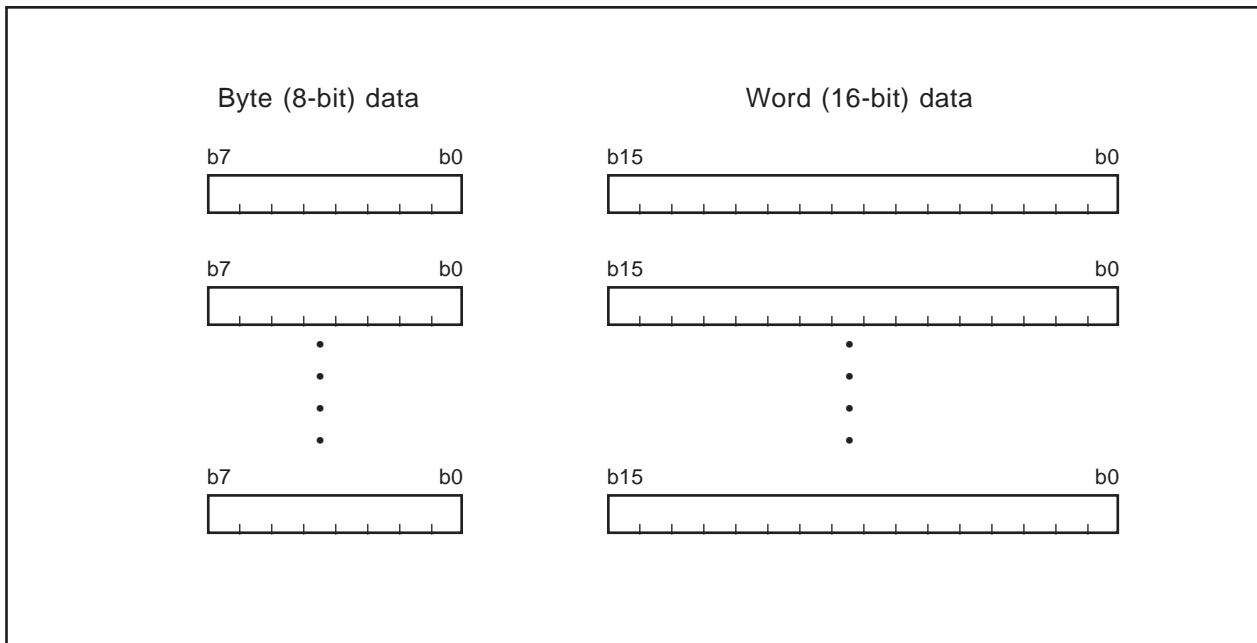 Byte (8-bit) data
Word (16-bit) data
b7 b0
b15 b0
b7 b0
b15 b0
b7 b0
b15 b0